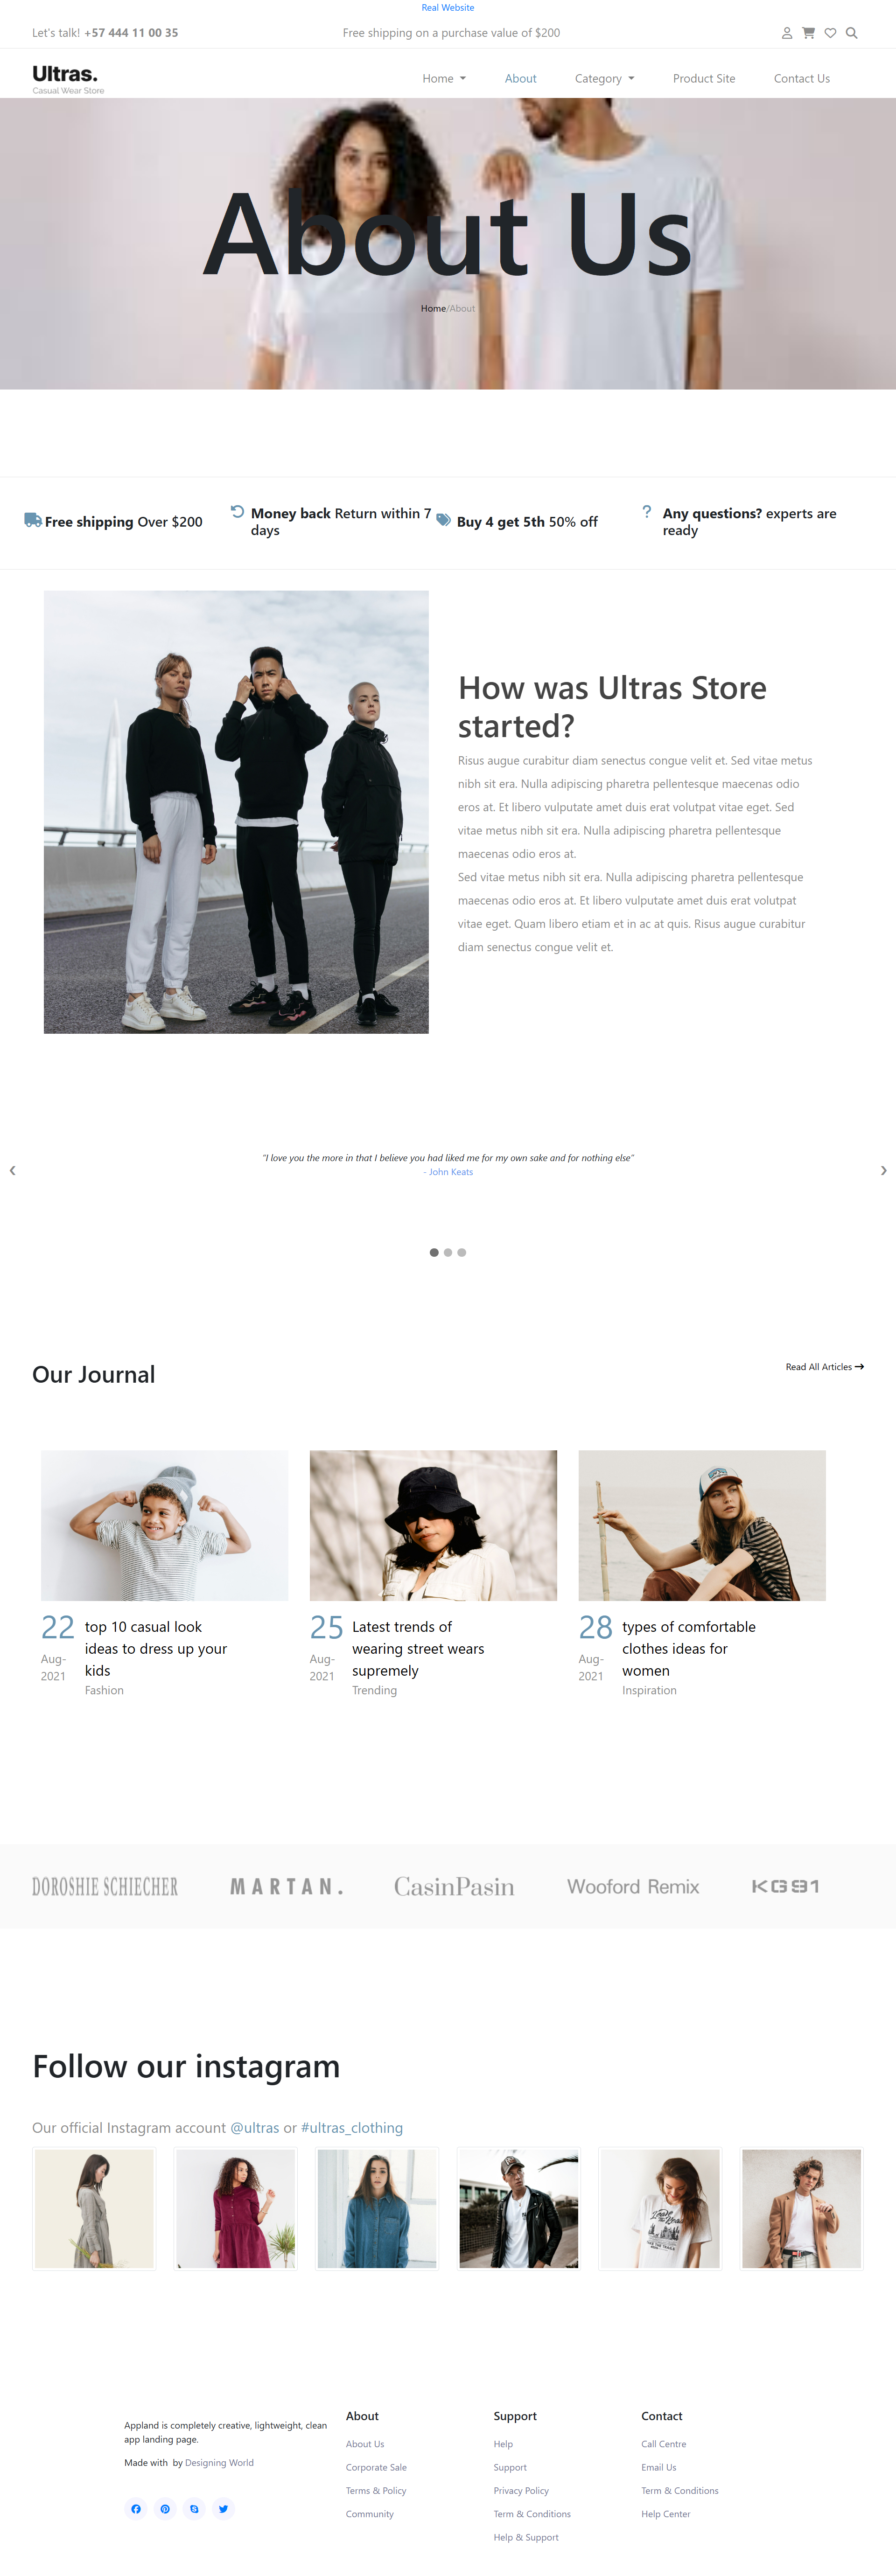 Real Website
Let's talk! +57 444 11 00 35
Free shipping on a purchase value of $200
Ultras.
Casual Wear Store
Home
About
Category
Product Site
Contact Us
About Us
Home/About
Free shipping Over $200
Money back Return within 7
days
Buy 4 get 5th 50% off
Any questions? experts are
ready
How was Ultras Store
started?
Risus augue curabitur diam senectus congue velit et. Sed vitae metus
nibh sit era. Nulla adipiscing pharetra pellentesque maecenas odio
eros at. Et libero vulputate amet duis erat volutpat vitae eget. Sed
vitae metus nibh sit era. Nulla adipiscing pharetra pellentesque
maecenas odio eros at.
Sed vitae metus nibh sit era. Nulla adipiscing pharetra pellentesque
maecenas odio eros at. Et libero vulputate amet duis erat volutpat
vitae eget. Quam libero etiam et in ac at quis. Risus augue curabitur
diam senectus congue velit et.
❮
"I love you the more in that I believe you had liked me for my own sake and for nothing else"
- John Keats
❯
Our Journal
Read All Articles
22
Aug-
2021
top 10 casual look
ideas to dress up your
kids
Fashion
25
Aug-
2021
Latest trends of
wearing street wears
supremely
Trending
28
Aug-
2021
types of comfortable
clothes ideas for
women
Inspiration
DOROSHIE SCHIECHER
MARTAN.
CasinPasin
Wooford Remix
KG91
Follow our instagram
Our official Instagram account @ultras or #ultras_clothing
Appland is completely creative, lightweight, clean
app landing page.
Made with by Designing World
About
About Us
Corporate Sale
Terms & Policy
Community
Support
Help
Support
Privacy Policy
Term & Conditions
Help & Support
Contact
Call Centre
Email Us
Term & Conditions
Help Center